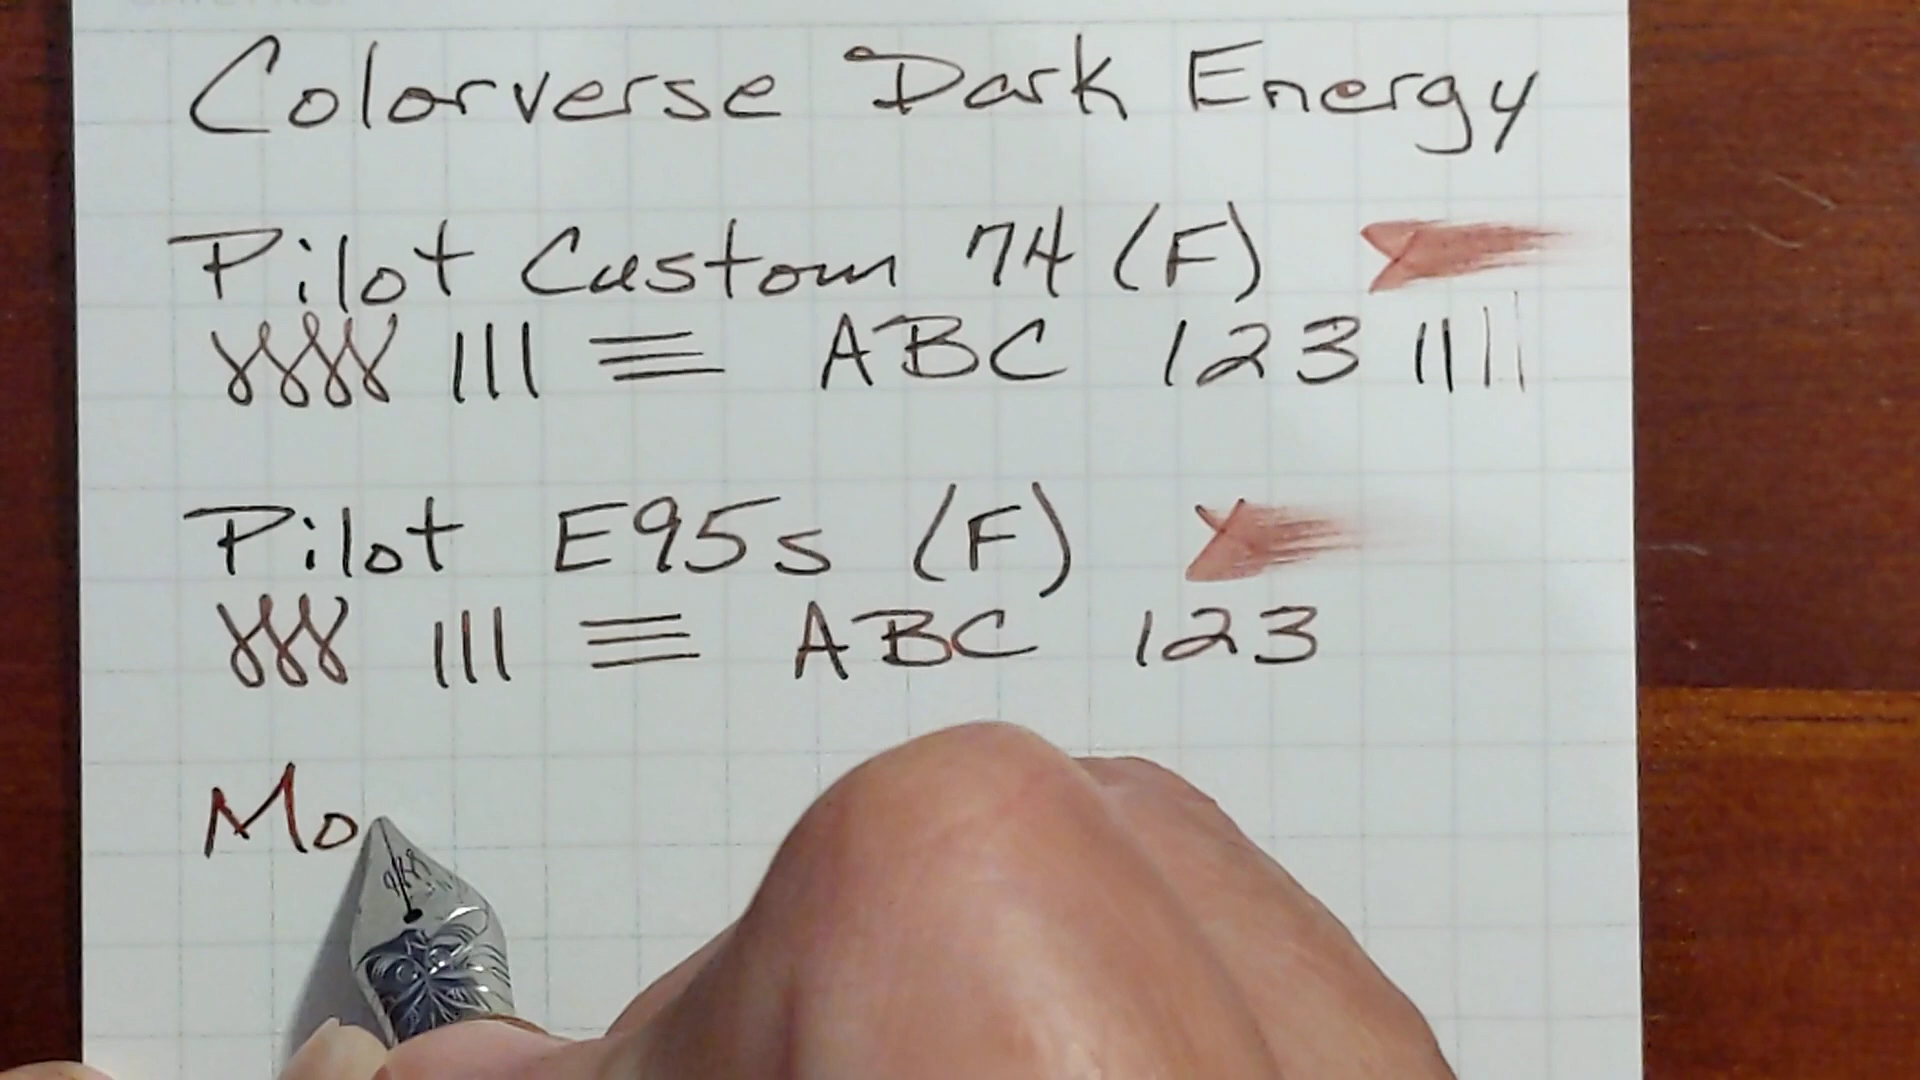 Colorverse Dark Energy
Pilot Custom 74 (F)
ABC 123
Pilot E95s (F)
ABC 123
Mo